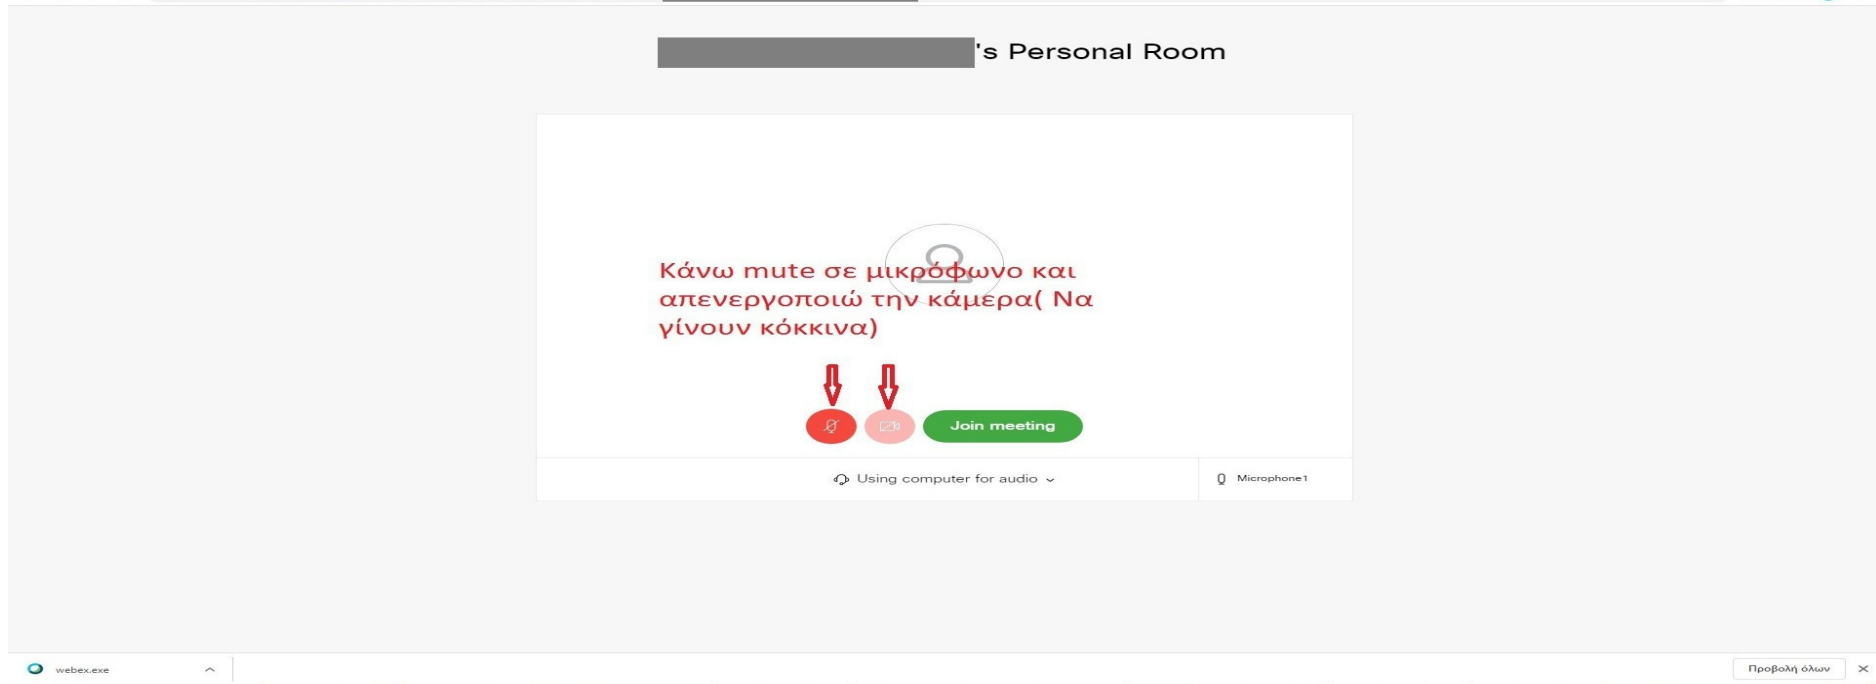 's Personal Room
Κάνω mute σε μικρόφωνο και
απενεργοποιώ την κάμερα( Να
γίνουν κόκκινα)
Join meeting
Using computer for audio
Microphone1
webex.exe
Προβολή όλων